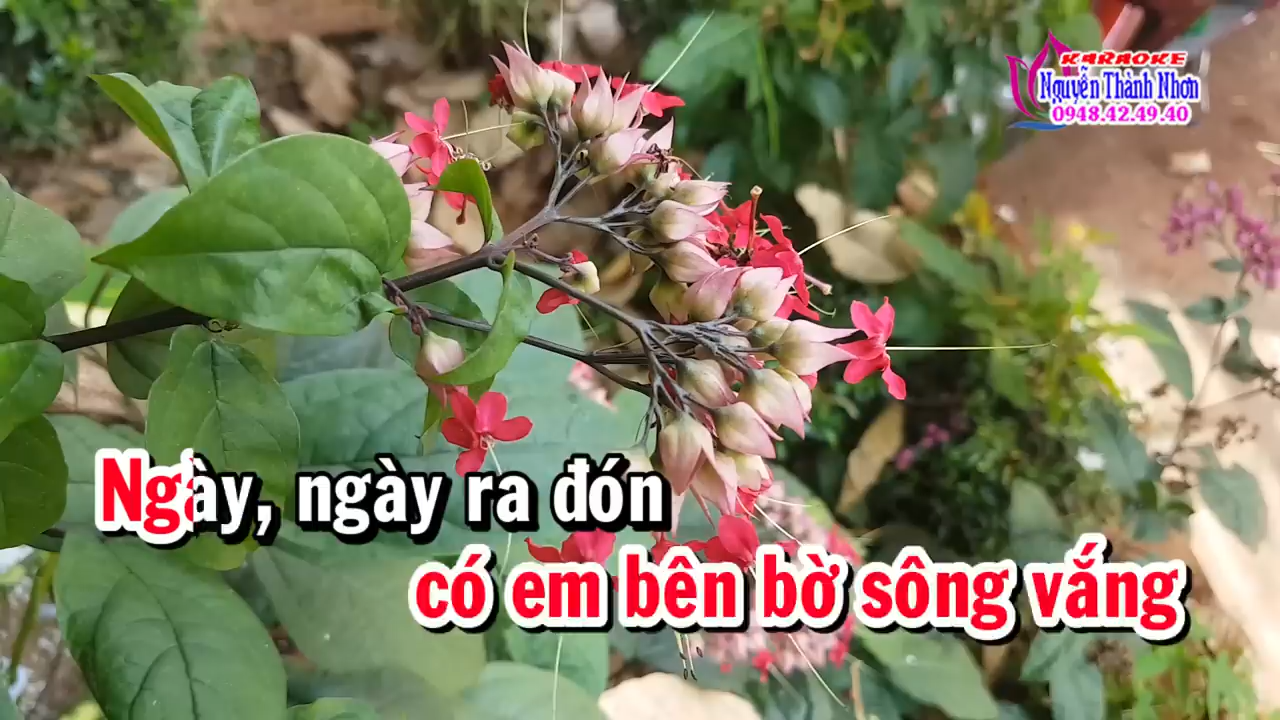 KARAOKE
Nguyễn Thành Nhơn
0948.42.49.40
Ngày, ngày ra đón
có em bên bờ sông vắng